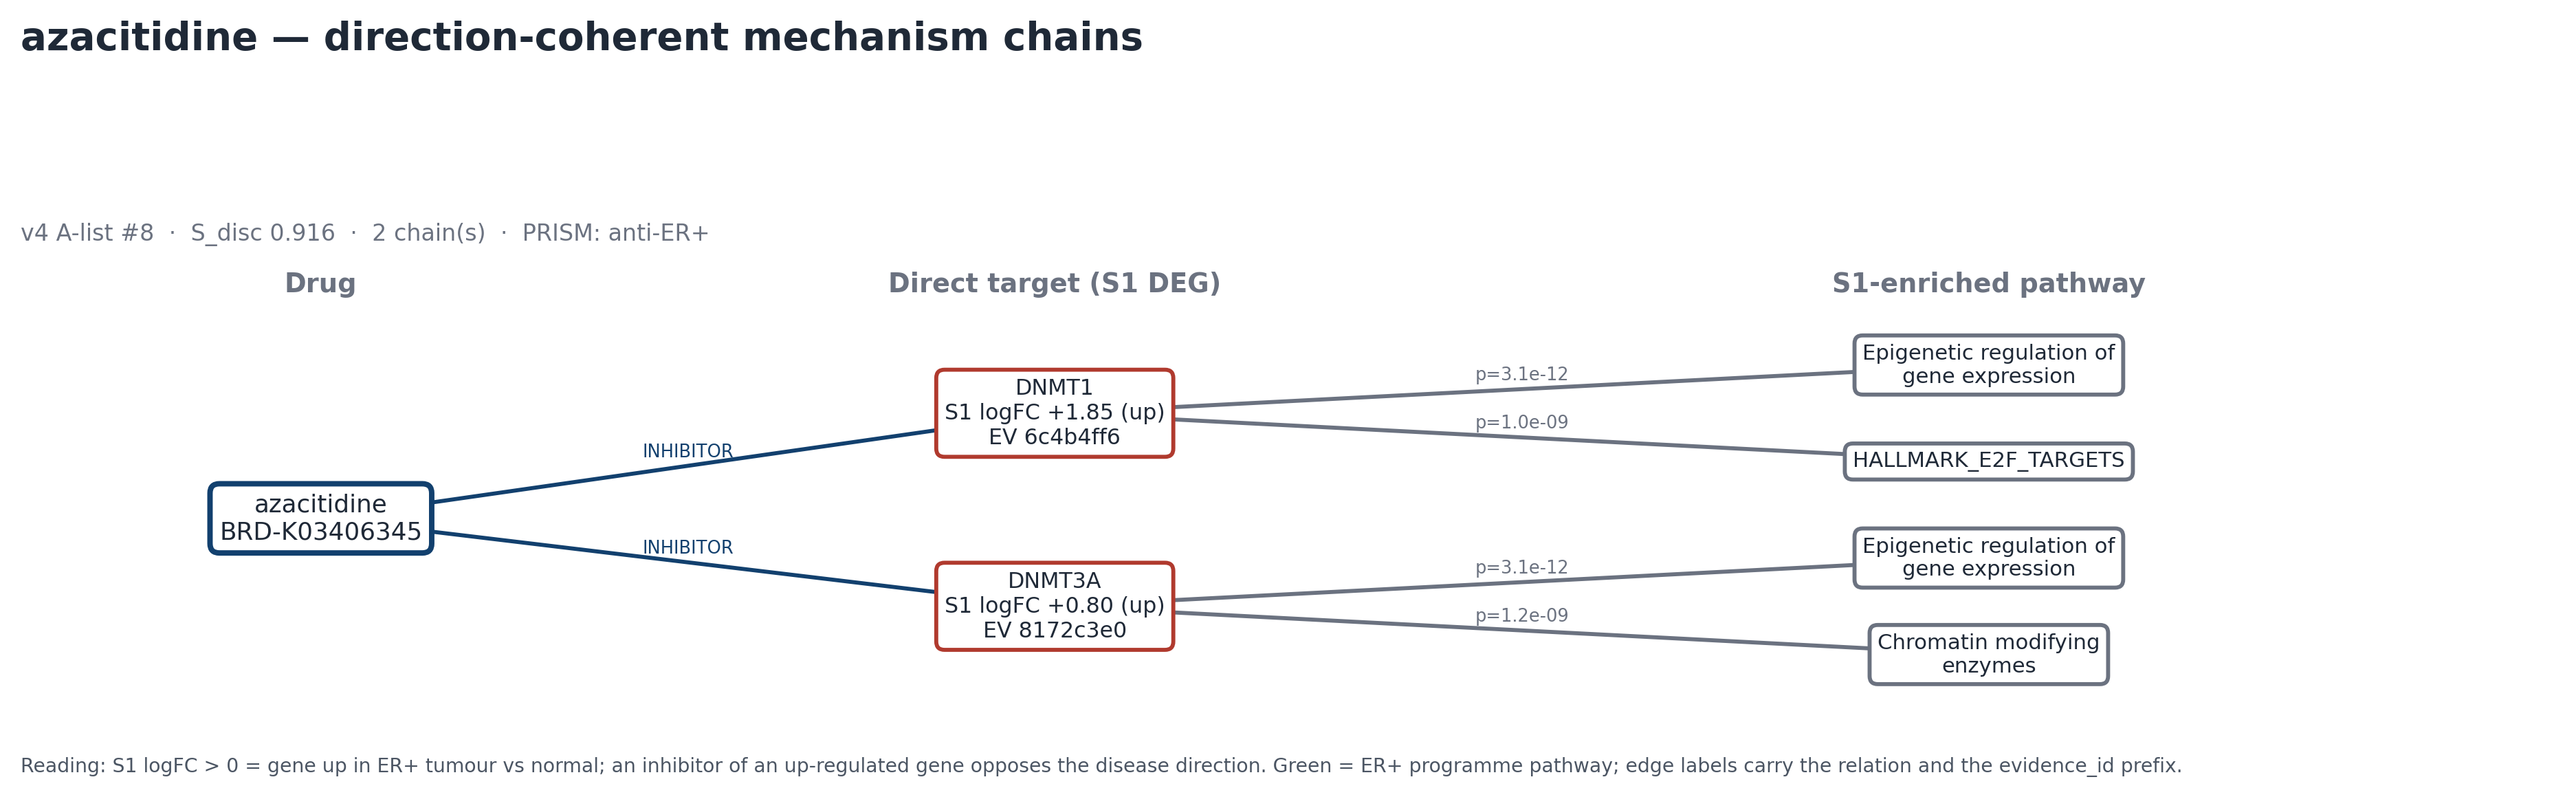 azacitidine — direction-coherent mechanism chains
v4 A-list #8 · S_disc 0.916 · 2 chain(s) · PRISM: anti-ER+
Drug
Direct target (S1 DEG)
S1-enriched pathway
azacitidine
BRD-K03406345
INHIBITOR
INHIBITOR
DNMT1
S1 logFC +1.85 (up)
EV 6c4b4ff6
DNMT3A
S1 logFC +0.80 (up)
EV 8172c3e0
p=3.1e-12
p=1.0e-09
p=3.1e-12
p=1.2e-09
Epigenetic regulation of
gene expression
HALLMARK_E2F_TARGETS
Epigenetic regulation of
gene expression
Chromatin modifying
enzymes
Reading: S1 logFC > 0 = gene up in ER+ tumour vs normal; an inhibitor of an up-regulated gene opposes the disease direction. Green = ER+ programme pathway; edge labels carry the relation and the evidence_id prefix.